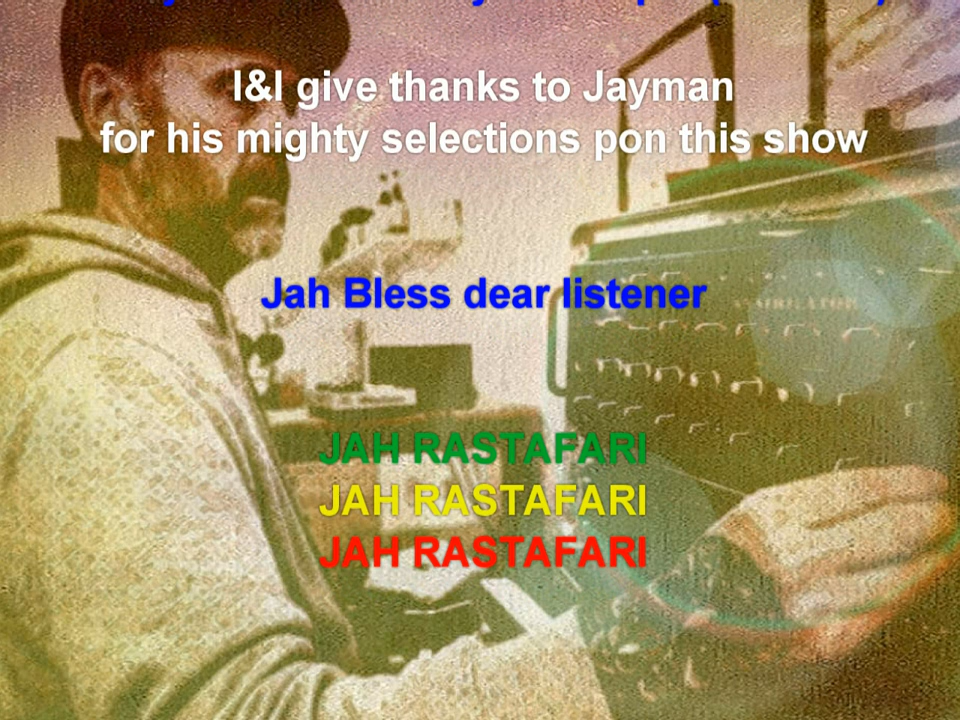 I&I give thanks to Jayman
for his mighty selections pon this show
Jah Bless dear listener
JAH RASTAFARI
JAH RASTAFARI
JAH RASTAFARI